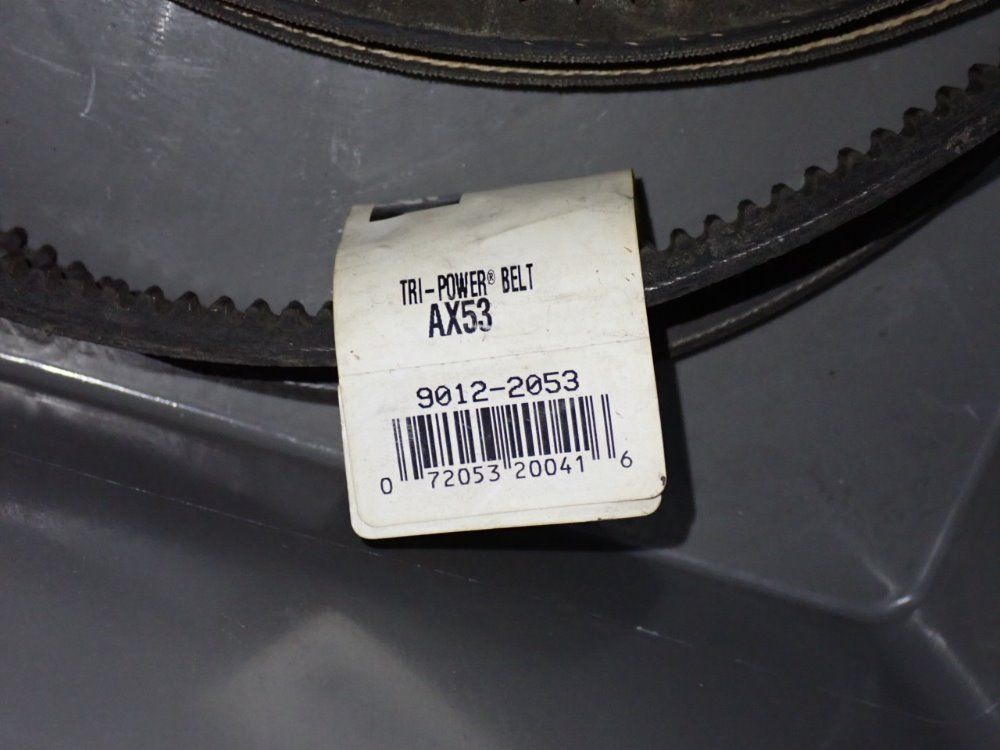 TRI-POWER® BELT
AX53
9012-2053
0 72053 20041 6